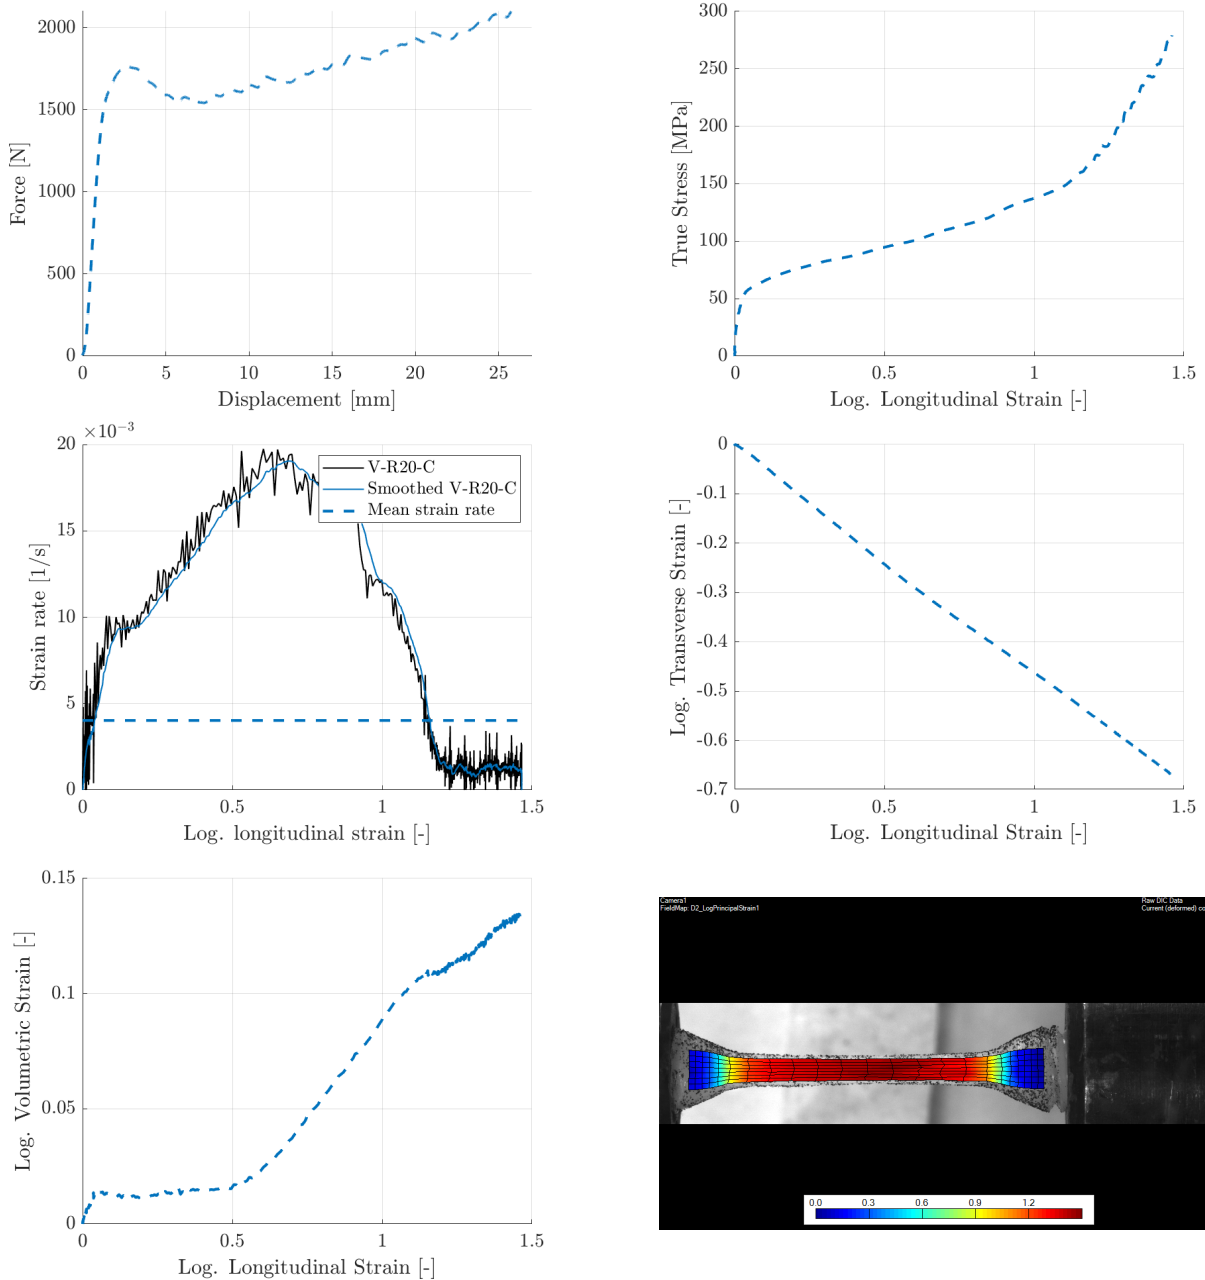 2000
1500
1000
500
0
0 5 10 15 20 25
Force [N]
Displacement [mm]
300
250
200
150
100
50
0
0 0.5 1 1.5
True Stress [MPa]
Log. Longitudinal Strain [-]
×10⁻³
20
15
10
5
0
0 0.5 1 1.5
Strain rate [1/s]
Log. longitudinal strain [-]
V-R20-C
Smoothed V-R20-C
Mean strain rate
0
-0.1
-0.2
-0.3
-0.4
-0.5
-0.6
-0.7
0 0.5 1 1.5
Log. Transverse Strain [-]
Log. Longitudinal Strain [-]
0.15
0.1
0.05
0
0 0.5 1 1.5
Log. Volumetric Strain [-]
Log. Longitudinal Strain [-]
Camera1
FieldMap: D2_LogPrincipalStrain1
Raw DIC Data
Current (deformed) co
0.0 0.3 0.6 0.9 1.2